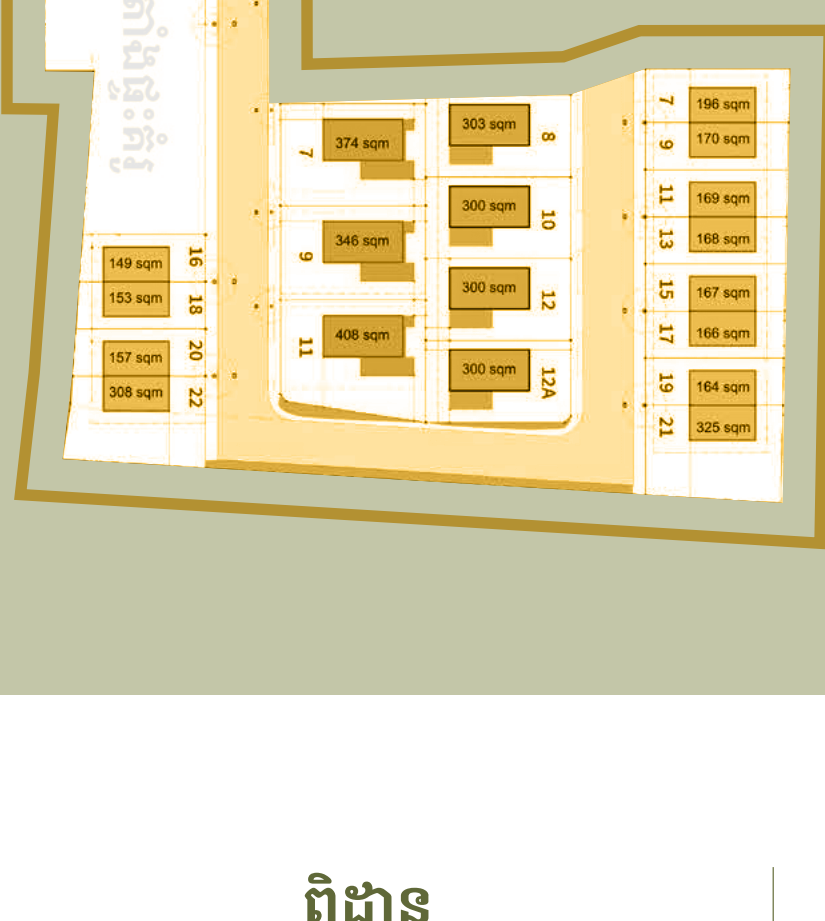 7
374 sqm
9
346 sqm
11
408 sqm
303 sqm
8
300 sqm
10
300 sqm
12
300 sqm
12A
7
196 sqm
9
170 sqm
11
169 sqm
13
168 sqm
15
167 sqm
17
166 sqm
19
164 sqm
21
325 sqm
149 sqm
16
153 sqm
18
157 sqm
20
308 sqm
22
ពិដាន